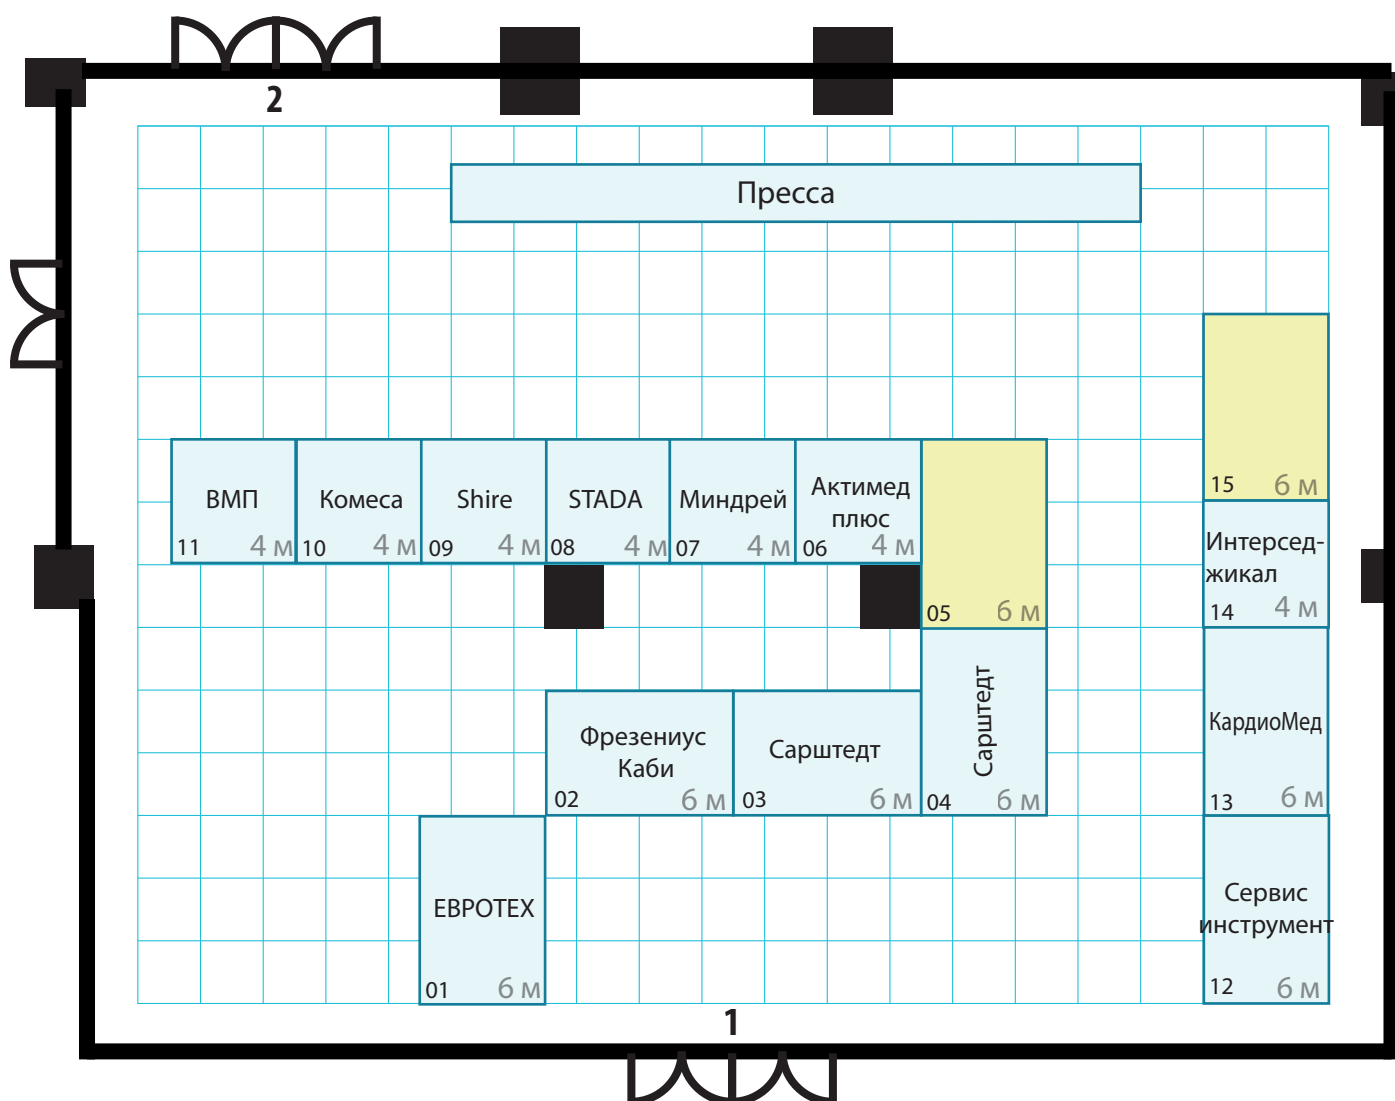 2
Пресса
15 6 м
ВМП
11 4 м
Комеса
10 4 м
Shire
09 4 м
STADA
08 4 м
Миндрей
07 4 м
Актимед
плюс
06 4 м
05 6 м
Интерсед-
жикал
14 4 м
Фрезениус
Каби
02 6 м
Сарштедт
03 6 м
Сарштедт
04 6 м
КардиоМед
13 6 м
ЕВРОТЕХ
01 6 м
Сервис
инструмент
12 6 м
1